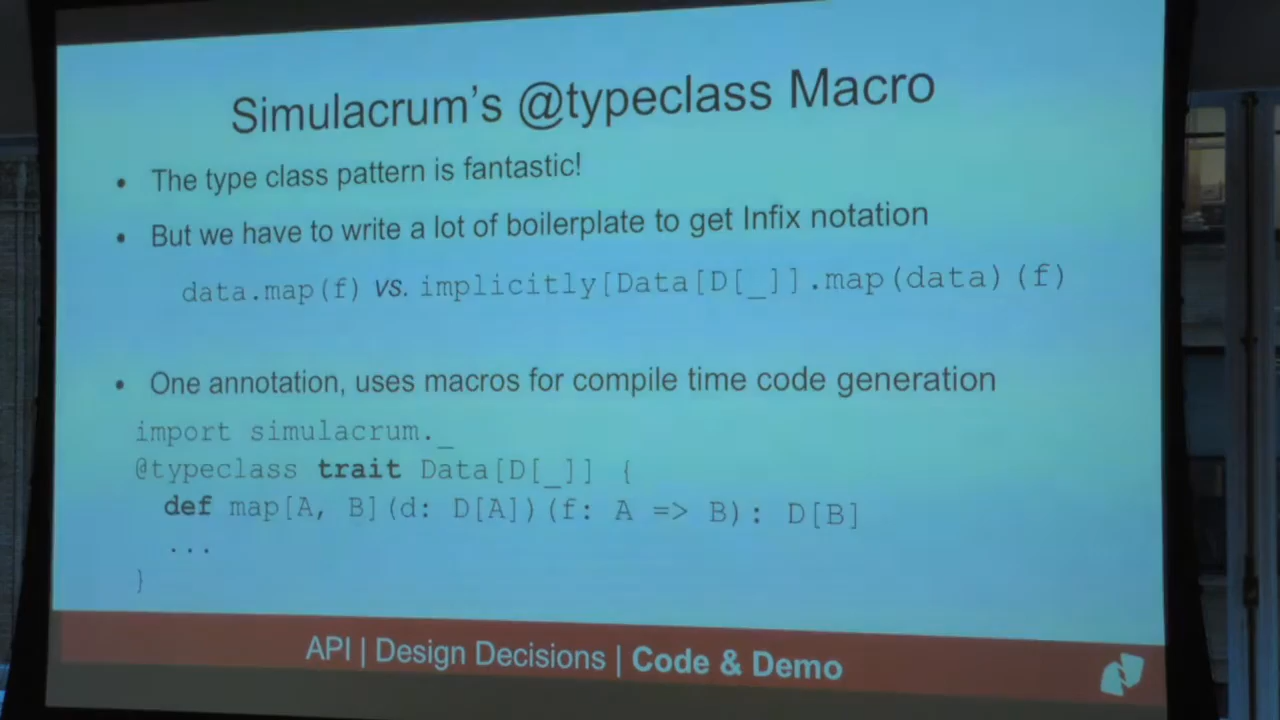 Simulacrum's @typeclass Macro
• The type class pattern is fantastic!
• But we have to write a lot of boilerplate to get Infix notation
data.map(f) vs. implicitly[Data[D[_]].map(data)(f)
• One annotation, uses macros for compile time code generation
import simulacrum._
@typeclass trait Data[D[_]] {
def map[A, B](d: D[A])(f: A => B): D[B]
...
}
API | Design Decisions | Code & Demo